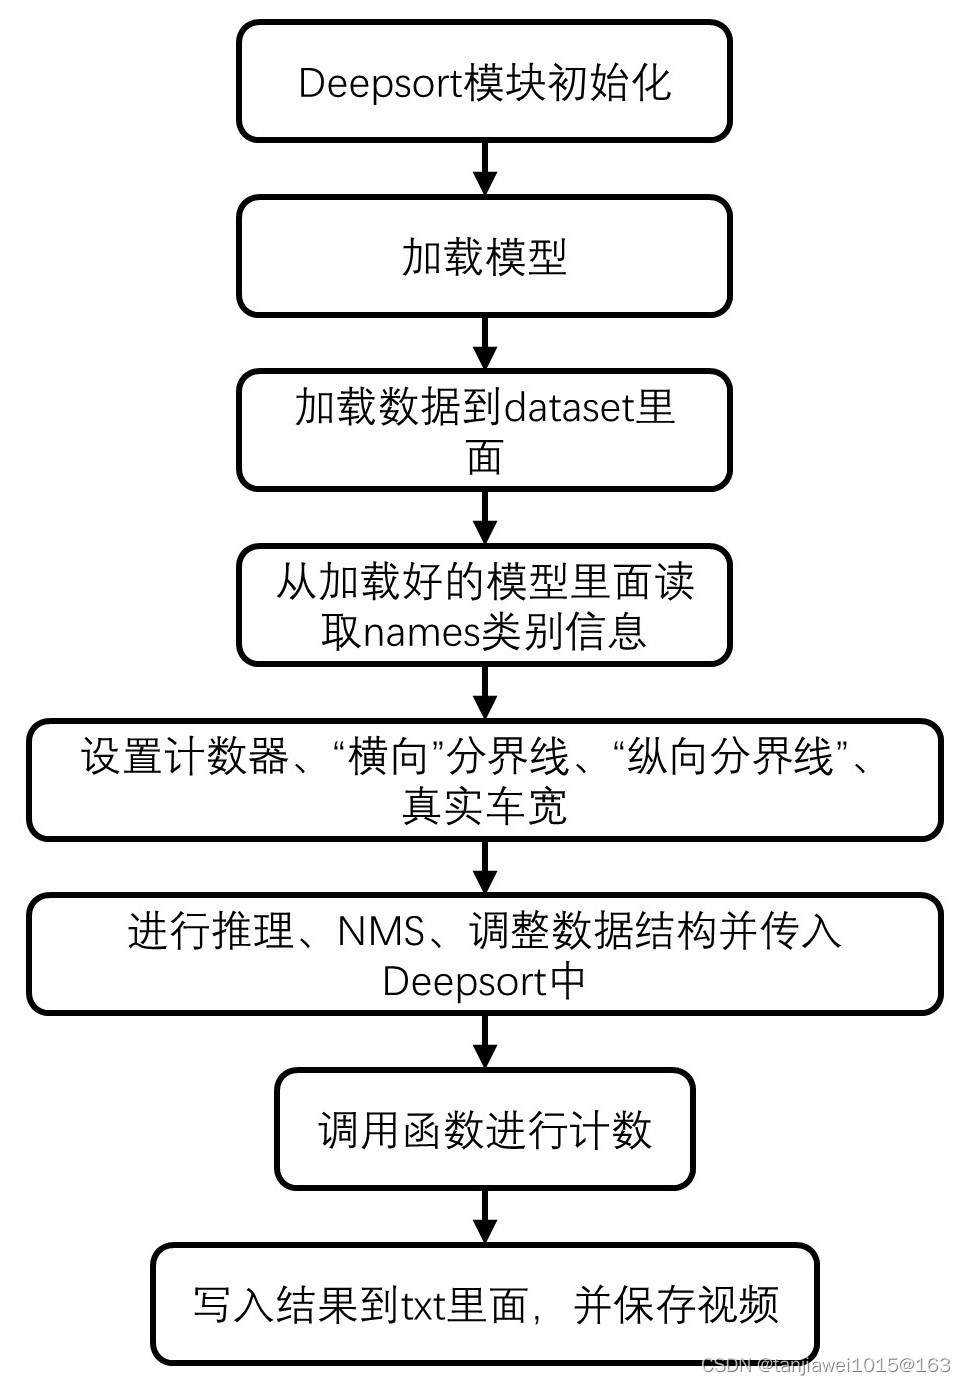 Deepsort模块初始化
加载模型
加载数据到dataset里
面
从加载好的模型里面读
取names类别信息
设置计数器、“横向”分界线、“纵向分界线”、
真实车宽
进行推理、NMS、调整数据结构并传入
Deepsort中
调用函数进行计数
写入结果到txt里面，并保存视频
CSDN @tanjiawei1015@163